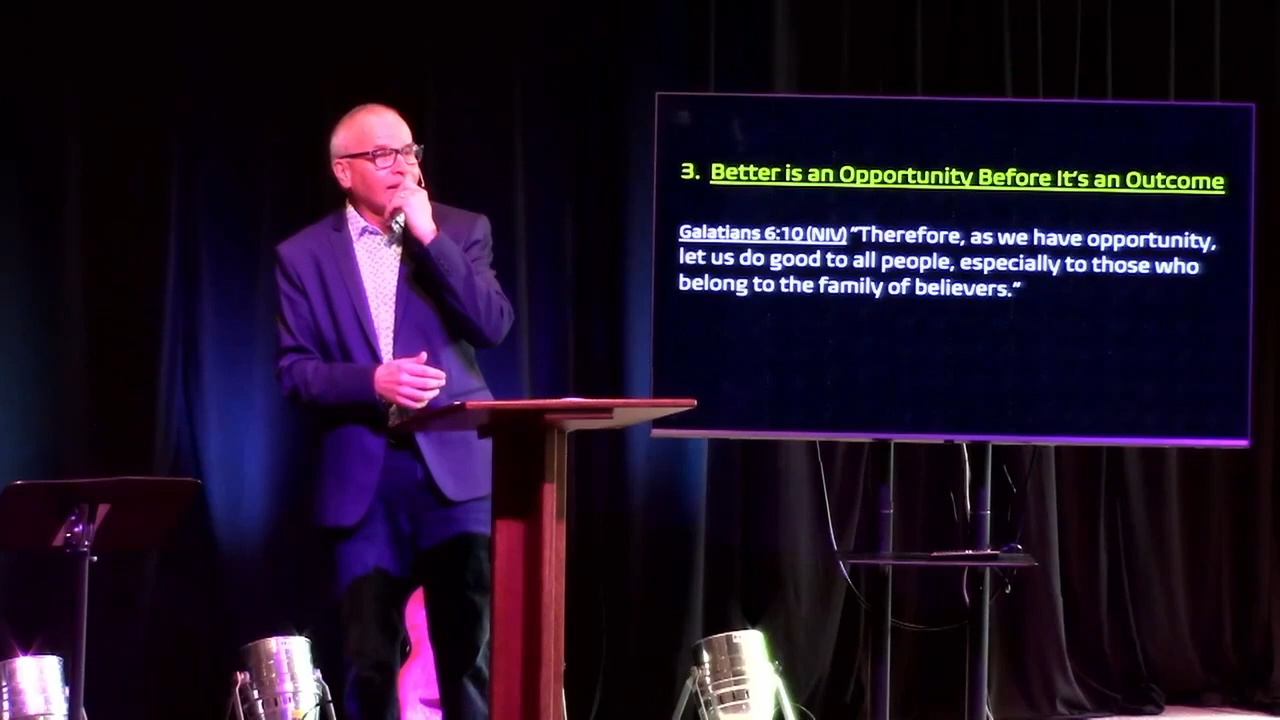 3. Better is an Opportunity Before It's an Outcome
Galatians 6:10 (NIV) "Therefore, as we have opportunity,
let us do good to all people, especially to those who
belong to the family of believers."